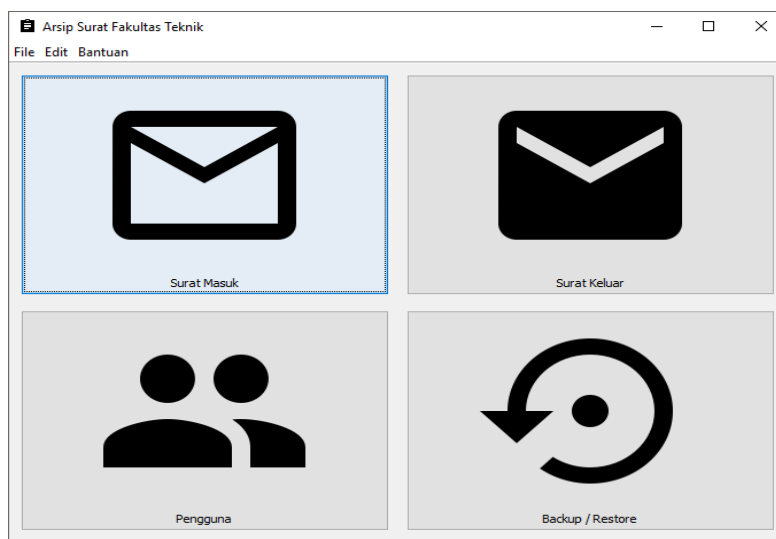 Arsip Surat Fakultas Teknik
File Edit Bantuan
Surat Masuk
Surat Keluar
Pengguna
Backup / Restore